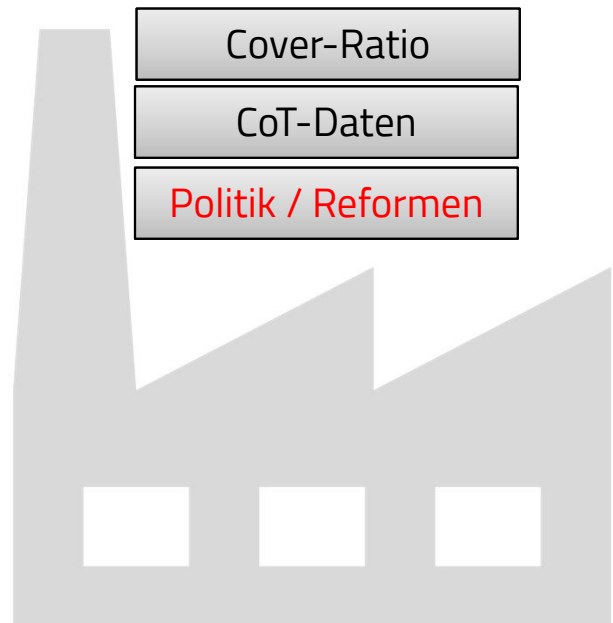 Cover-Ratio
CoT-Daten
Politik / Reformen